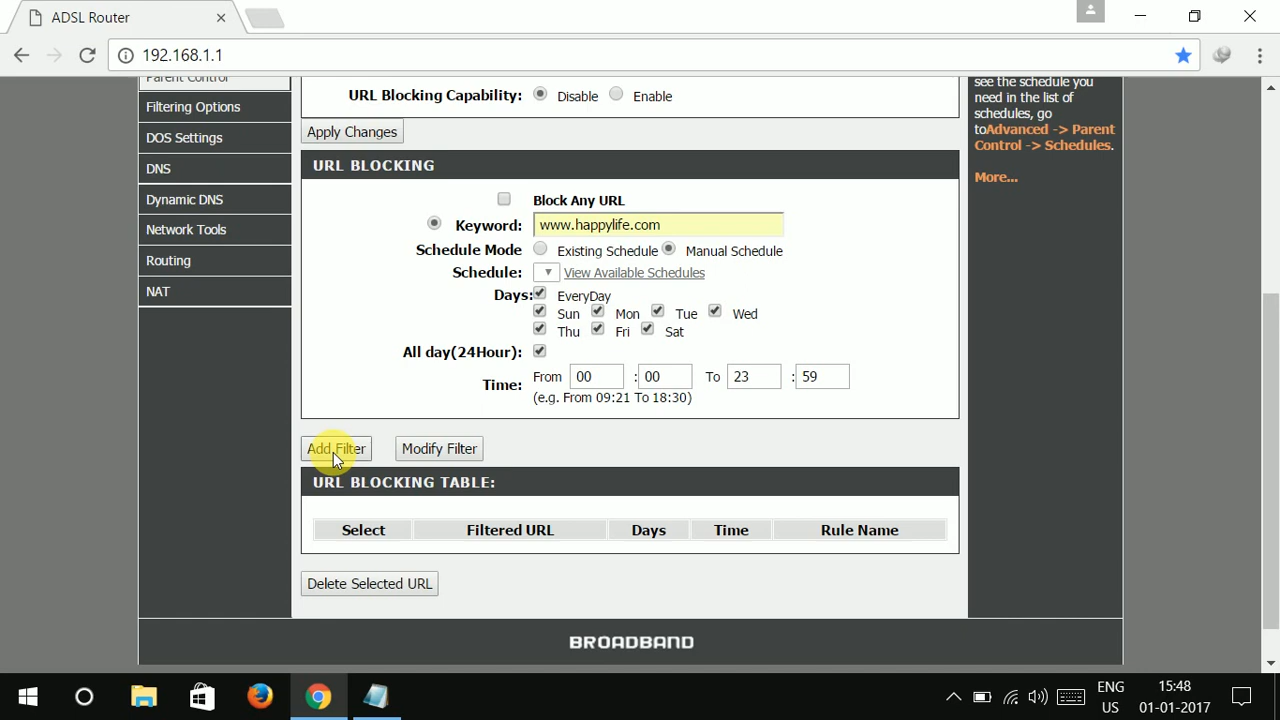 ADSL Router
192.168.1.1
Parent Control
Filtering Options
DOS Settings
DNS
Dynamic DNS
Network Tools
Routing
NAT
URL Blocking Capability: Disable Enable
Apply Changes
URL BLOCKING
Block Any URL
Keyword: www.happylife.com
Schedule Mode Existing Schedule Manual Schedule
Schedule: View Available Schedules
Days: EveryDay
Sun Mon Tue Wed
Thu Fri Sat
All day(24Hour):
Time: From 00 : 00 To 23 : 59
(e.g. From 09:21 To 18:30)
Add Filter Modify Filter
URL BLOCKING TABLE:
Select Filtered URL Days Time Rule Name
Delete Selected URL
see the schedule you
need in the list of
schedules, go
toAdvanced -> Parent
Control -> Schedules.
More...
BROADBAND
ENG
US
15:48
01-01-2017